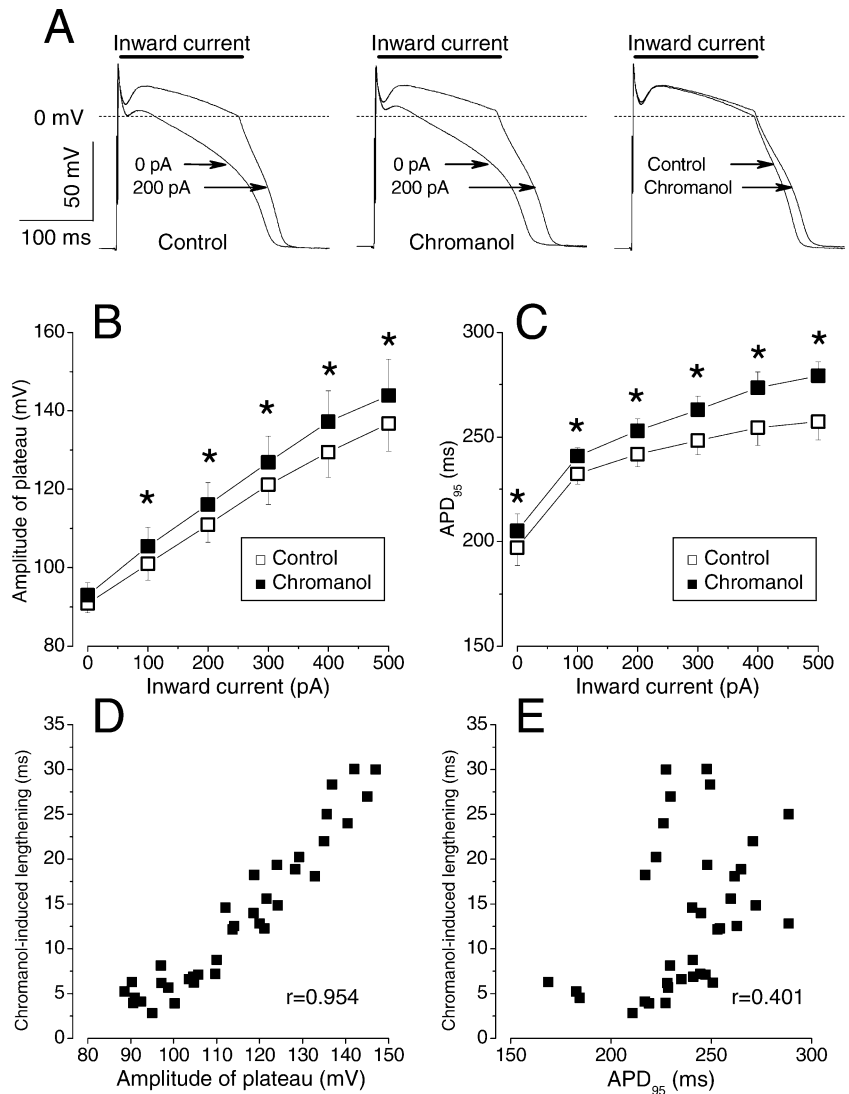 A
Inward current
Inward current
Inward current
0 mV
50 mV
100 ms
0 pA
200 pA
Control
0 pA
200 pA
Chromanol
Control
Chromanol
B
Amplitude of plateau (mV)
160
140
120
100
80
* * * * *
Control
Chromanol
0 100 200 300 400 500
Inward current (pA)
C
APD95 (ms)
300
250
200
150
* * * * * *
Control
Chromanol
0 100 200 300 400 500
Inward current (pA)
D
Chromanol-induced lengthening (ms)
35
30
25
20
15
10
5
0
r=0.954
80 90 100 110 120 130 140 150
Amplitude of plateau (mV)
E
Chromanol-induced lengthening (ms)
35
30
25
20
15
10
5
0
r=0.401
150 200 250 300
APD95 (ms)